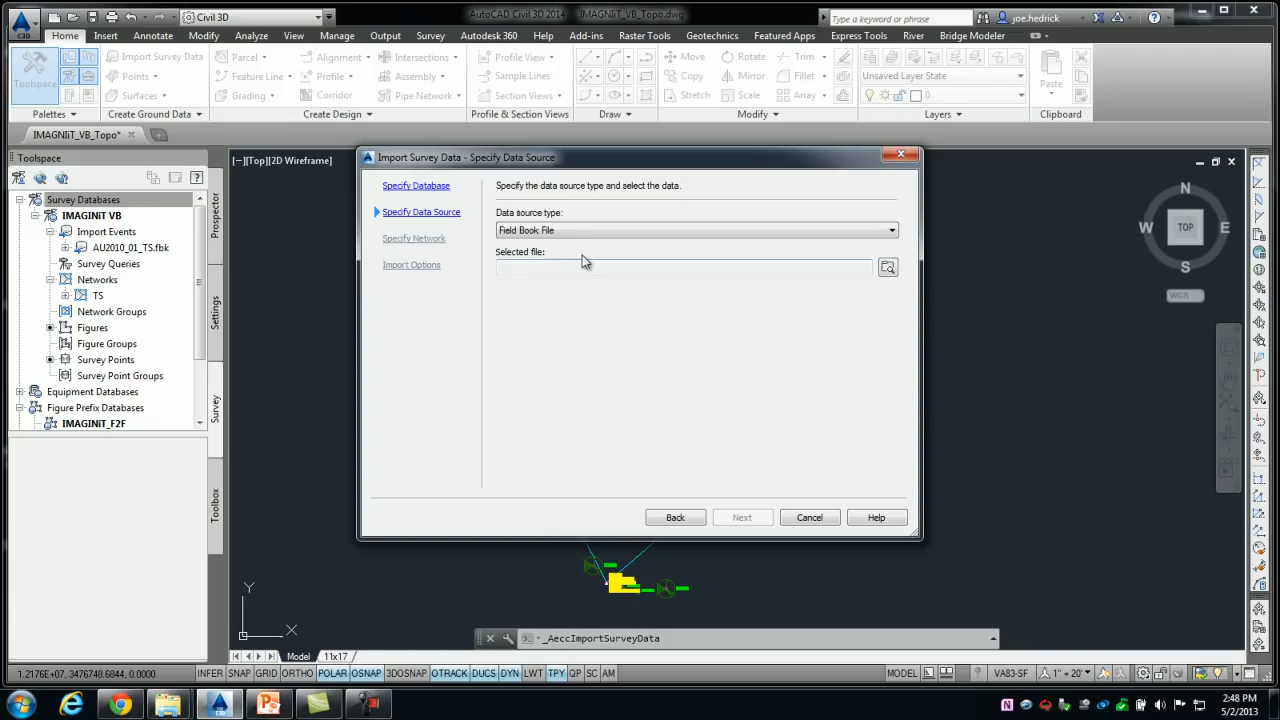 Civil 3D
AutoCAD Civil 3D 2014 IMAGINiT_VB_Topo.dwg
Type a keyword or phrase
joe.hedrick
Home Insert Annotate Modify Analyze View Manage Output Survey Autodesk 360 Help Add-ins Raster Tools Geotechnics Featured Apps Express Tools River Bridge Modeler
Toolspace
Import Survey Data
Points
Surfaces
Parcel
Feature Line
Grading
Alignment
Profile
Corridor
Intersections
Assembly
Pipe Network
Profile View
Sample Lines
Section Views
Move Rotate Trim
Copy Mirror Fillet
Stretch Scale Array
Unsaved Layer State
0
Paste
Palettes
Create Ground Data
Create Design
Profile & Section Views
Draw
Modify
Layers
Clipboard
IMAGINiT_VB_Topo*
Toolspace
[−][Top][2D Wireframe]
Survey Databases
IMAGINiT VB
Import Events
AU2010_01_TS.fbk
Survey Queries
Networks
TS
Network Groups
Figures
Figure Groups
Survey Points
Survey Point Groups
Equipment Databases
Figure Prefix Databases
IMAGINiT_F2F
Prospector
Settings
Survey
Toolbox
Import Survey Data - Specify Data Source
Specify Database
Specify Data Source
Specify Network
Import Options
Specify the data source type and select the data.
Data source type:
Field Book File
Selected file:
Back Next Cancel Help
N
W TOP E
S
WCS
Y
X
_AeccImportSurveyData
Model 11x17
1.2176E+07, 3476748.6844, 0.0000
INFER SNAP GRID ORTHO POLAR OSNAP 3DOSNAP OTRACK DUCS DYN LWT TPY QP SC AM
MODEL VA83-SF 1" = 20'
2:48 PM
5/2/2013